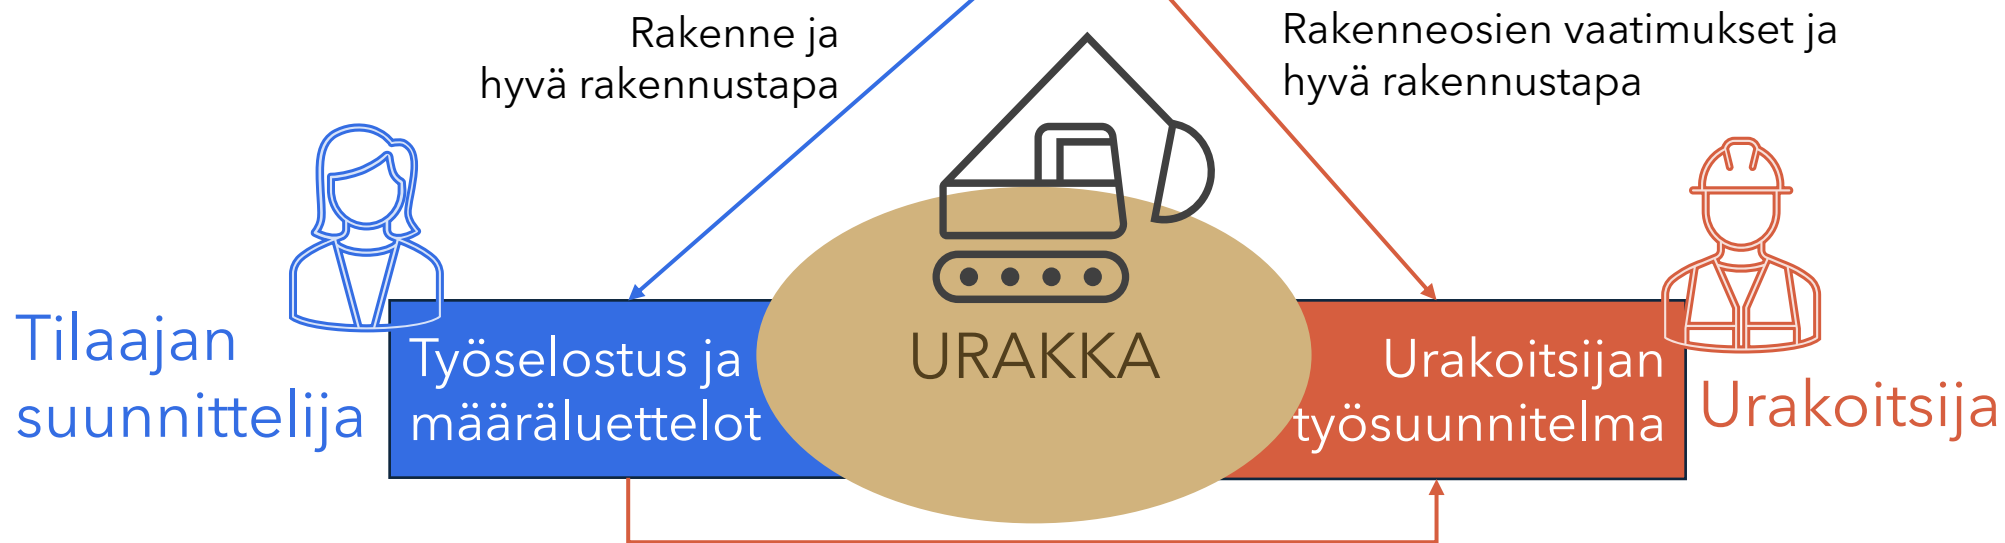 Rakenne ja
hyvä rakennustapa
Rakenneosien vaatimukset ja
hyvä rakennustapa
Tilaajan
suunnittelija
Työselostus ja
määräluettelot
URAKKA
Urakoitsijan
työsuunnitelma
Urakoitsija